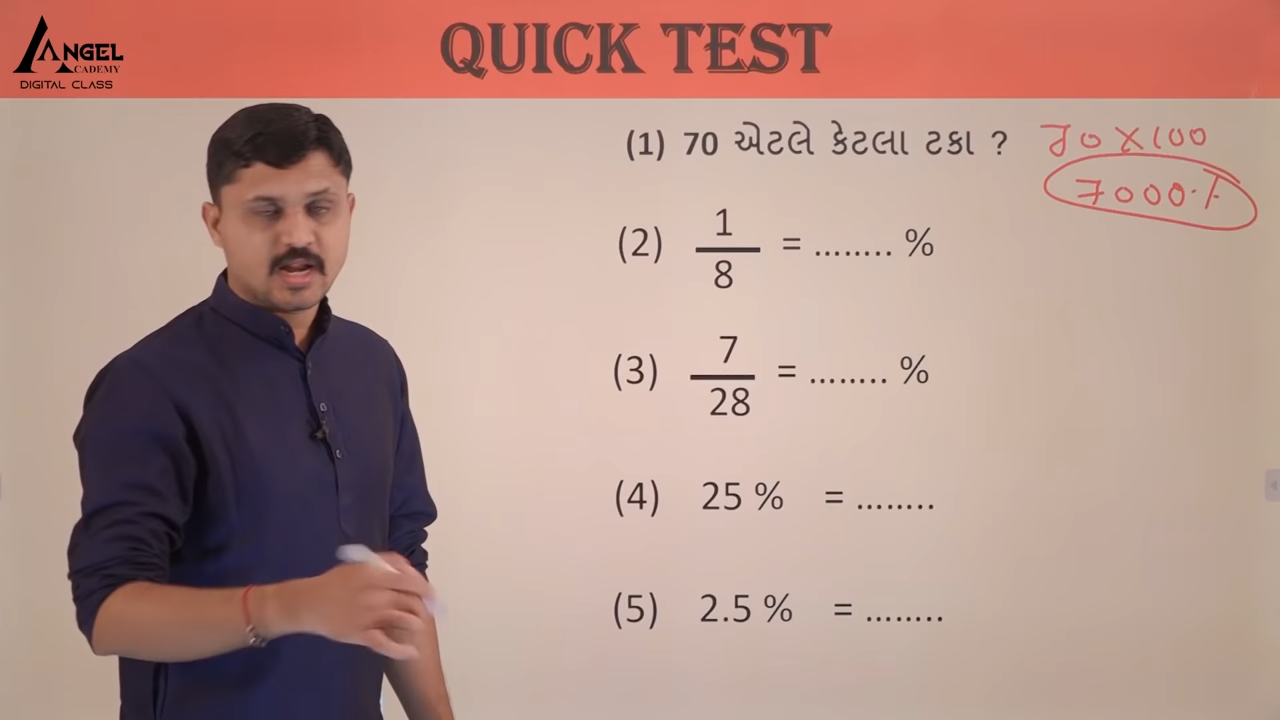 ANGEL
ACADEMY
DIGITAL CLASS
QUICK TEST
(1) 70 એટલે કેટલા ટકા ? 70 X 100
7000%
(2) 1/8 = ........ %
(3) 7/28 = ........ %
(4) 25 % = ........
(5) 2.5 % = ........